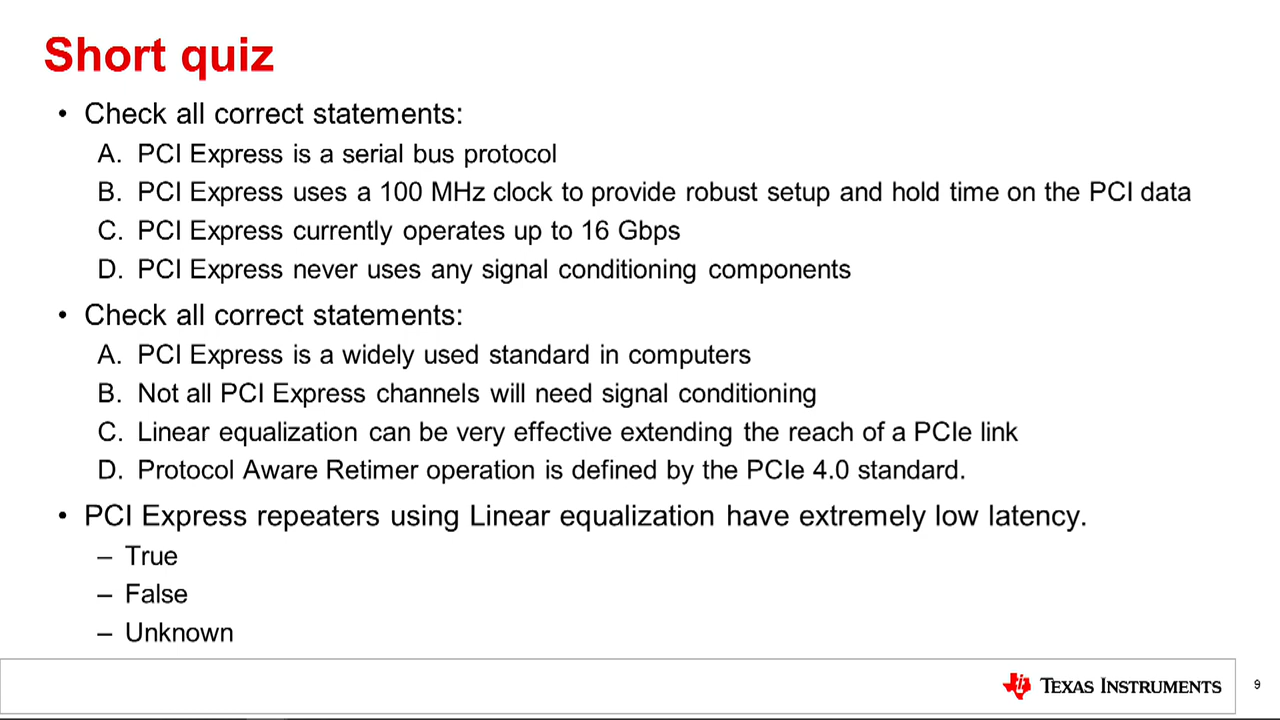 Short quiz
• Check all correct statements:
A. PCI Express is a serial bus protocol
B. PCI Express uses a 100 MHz clock to provide robust setup and hold time on the PCI data
C. PCI Express currently operates up to 16 Gbps
D. PCI Express never uses any signal conditioning components
• Check all correct statements:
A. PCI Express is a widely used standard in computers
B. Not all PCI Express channels will need signal conditioning
C. Linear equalization can be very effective extending the reach of a PCIe link
D. Protocol Aware Retimer operation is defined by the PCIe 4.0 standard.
• PCI Express repeaters using Linear equalization have extremely low latency.
– True
– False
– Unknown
TEXAS INSTRUMENTS
9